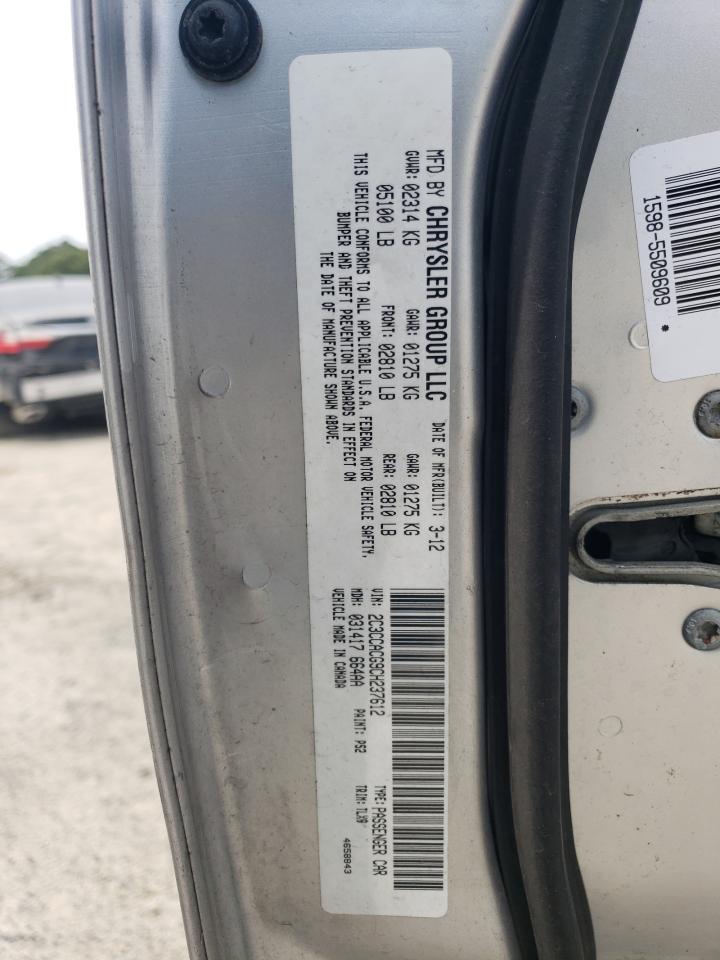 MFD BY CHRYSLER GROUP LLC
DATE OF MFR(BUILT): 3-12
GVWR: 02314 KG GAWR: 01275 KG GAWR: 01275 KG
05100 LB FRONT: 02810 LB REAR: 02810 LB
THIS VEHICLE CONFORMS TO ALL APPLICABLE U.S.A. FEDERAL MOTOR VEHICLE SAFETY,
BUMPER AND THEFT PREVENTION STANDARDS IN EFFECT ON
THE DATE OF MANUFACTURE SHOWN ABOVE.
VIN: 2C3CCACG9CH237612 TYPE: PASSENGER CAR
MDH: 031417 664AA PAINT: PS2 TRIM: TLX9
VEHICLE MADE IN CANADA 4658943
1598-5509609 *